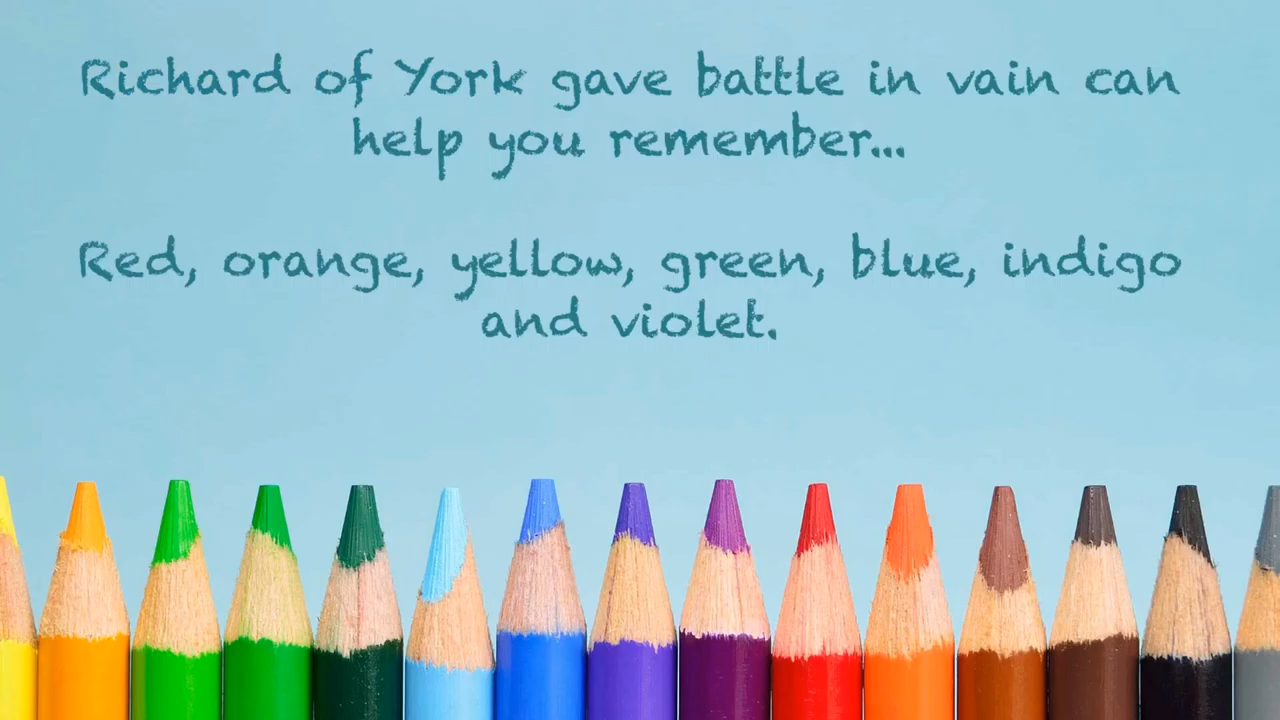 Richard of York gave battle in vain can
help you remember...
Red, orange, yellow, green, blue, indigo
and violet.